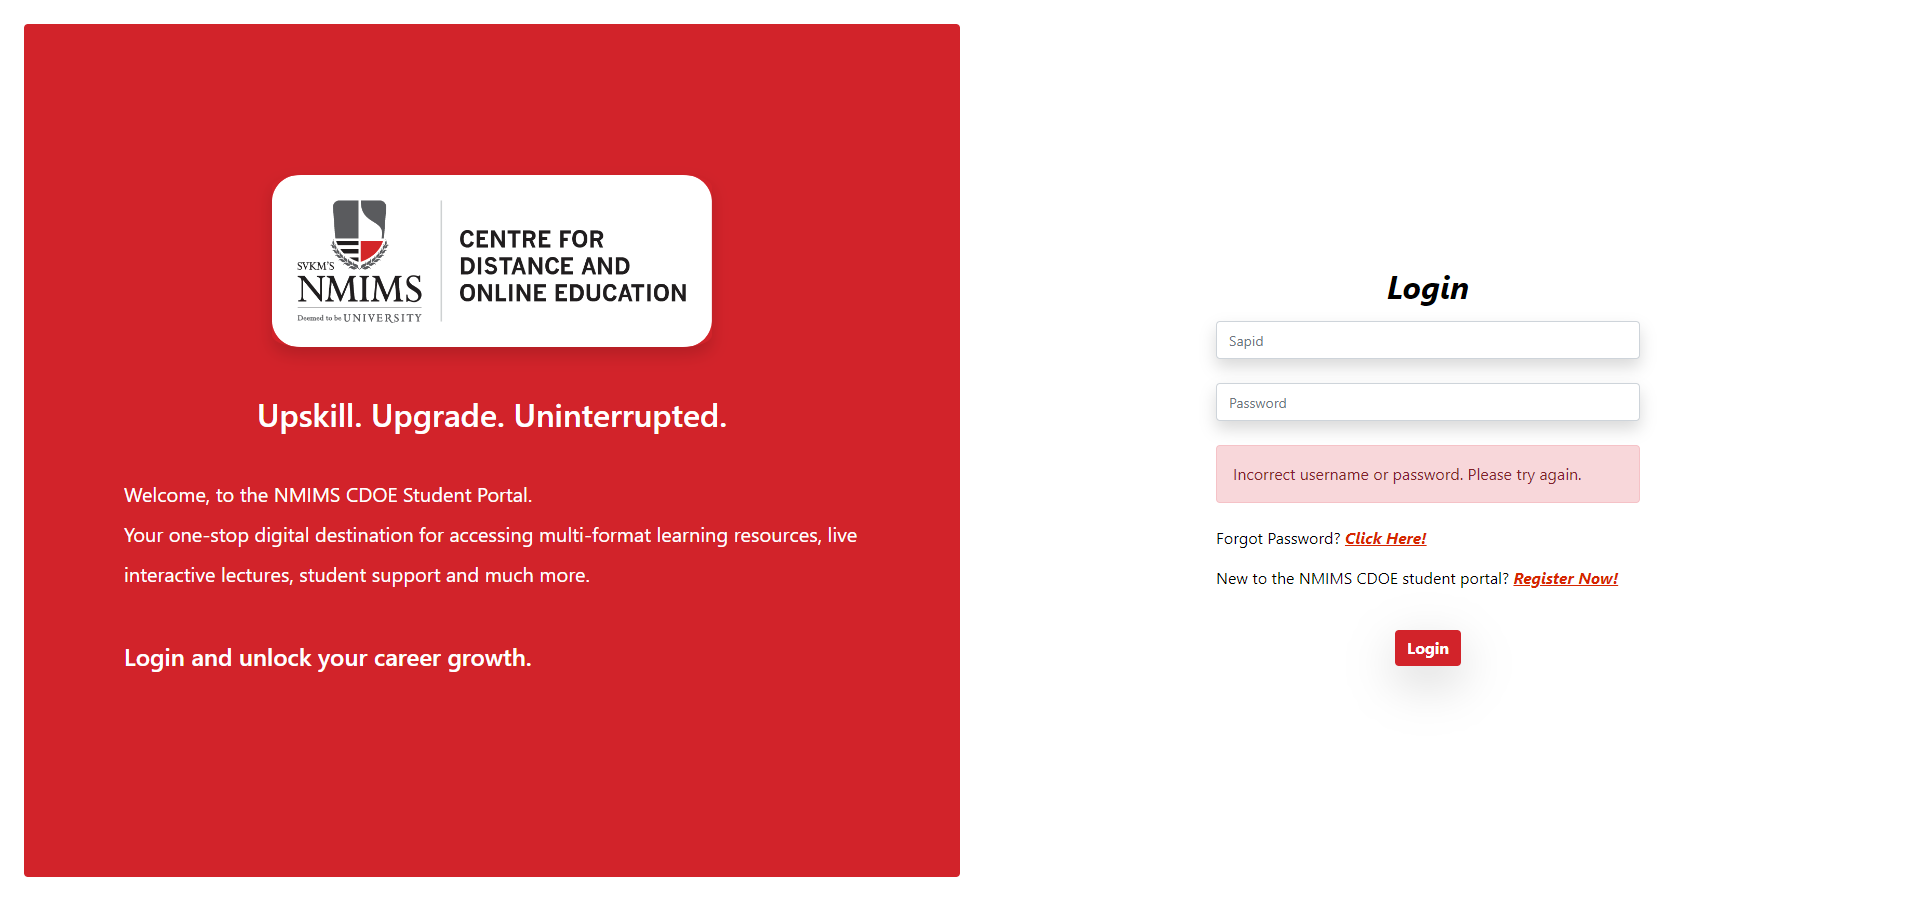 SVKM'S
NMIMS
Deemed to be UNIVERSITY
CENTRE FOR
DISTANCE AND
ONLINE EDUCATION
Upskill. Upgrade. Uninterrupted.
Welcome, to the NMIMS CDOE Student Portal.
Your one-stop digital destination for accessing multi-format learning resources, live
interactive lectures, student support and much more.
Login and unlock your career growth.
Login
Sapid
Password
Incorrect username or password. Please try again.
Forgot Password? Click Here!
New to the NMIMS CDOE student portal? Register Now!
Login